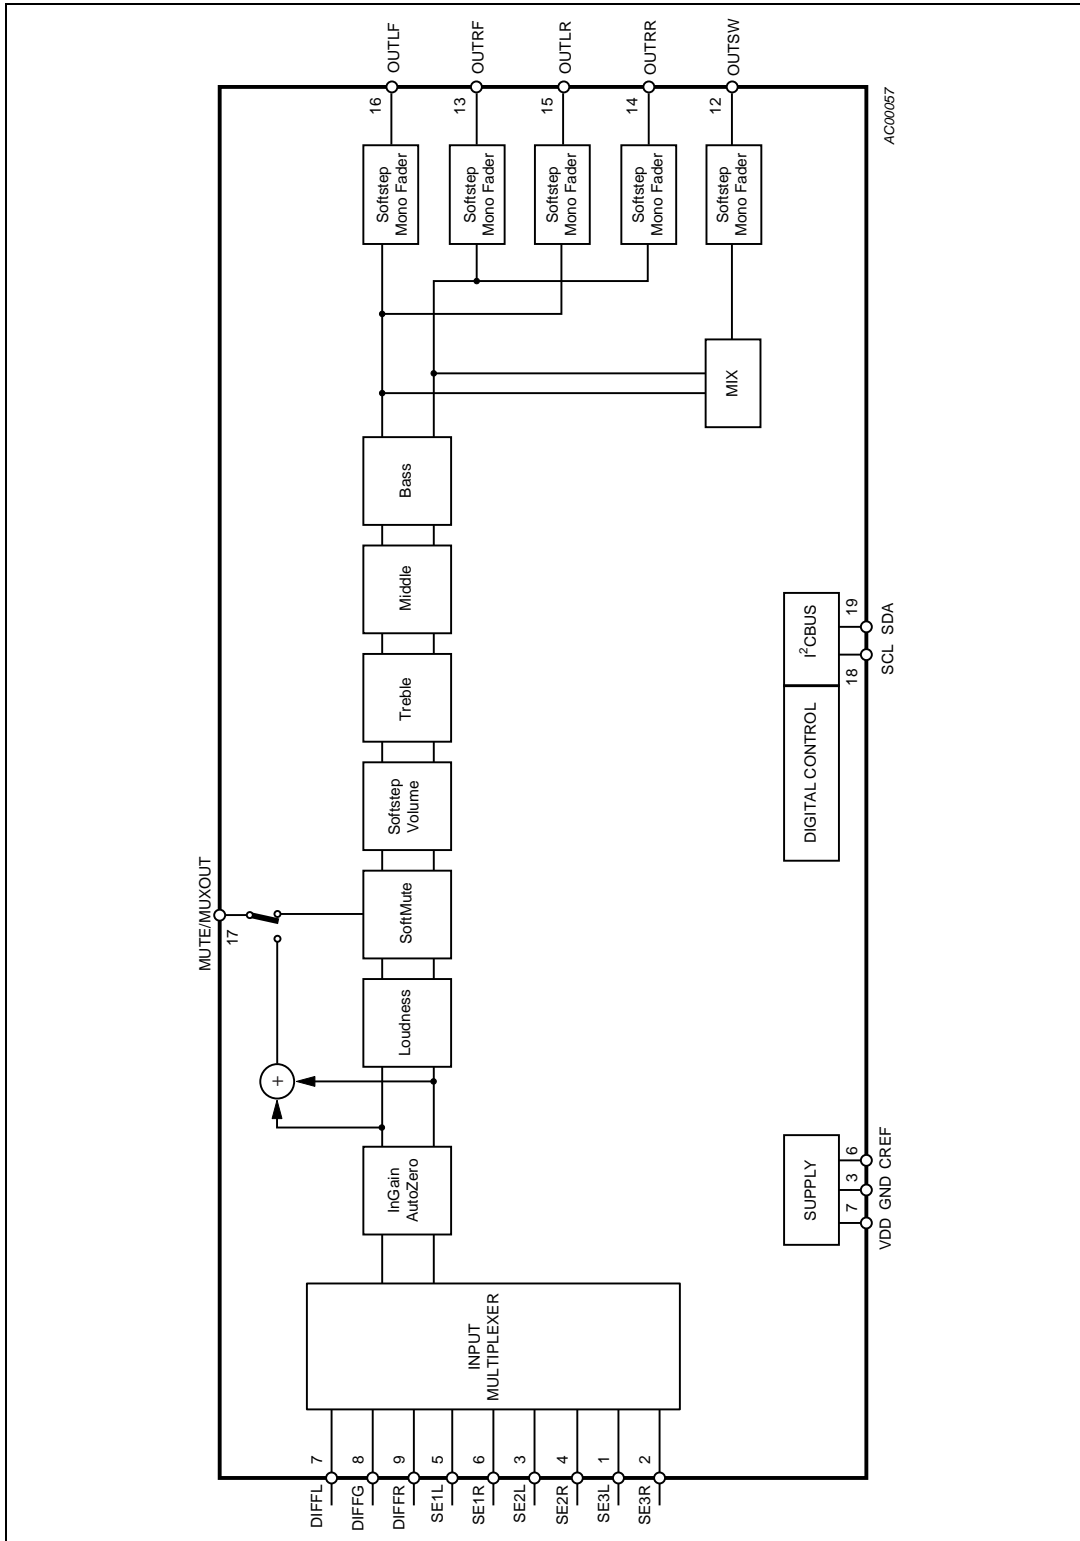 OUTLF
OUTRF
OUTLR
OUTRR
OUTSW
16
13
15
14
12
AC00057
Softstep
Mono Fader
Softstep
Mono Fader
Softstep
Mono Fader
Softstep
Mono Fader
Softstep
Mono Fader
MIX
Bass
Middle
Treble
Softstep
Volume
SoftMute
Loudness
InGain
AutoZero
MUTE/MUXOUT
17
+
I²CBUS
DIGITAL CONTROL
19
18
SCL SDA
SUPPLY
7 3 6
VDD GND CREF
INPUT
MULTIPLEXER
DIFFL 7
DIFFG 8
DIFFR 9
SE1L 5
SE1R 6
SE2L 3
SE2R 4
SE3L 1
SE3R 2